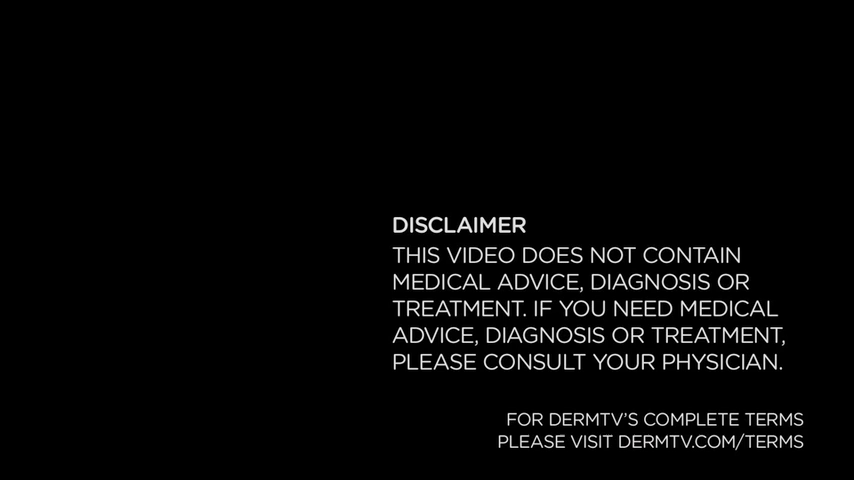 DISCLAIMER
THIS VIDEO DOES NOT CONTAIN
MEDICAL ADVICE, DIAGNOSIS OR
TREATMENT. IF YOU NEED MEDICAL
ADVICE, DIAGNOSIS OR TREATMENT,
PLEASE CONSULT YOUR PHYSICIAN.
FOR DERMTV'S COMPLETE TERMS
PLEASE VISIT DERMTV.COM/TERMS